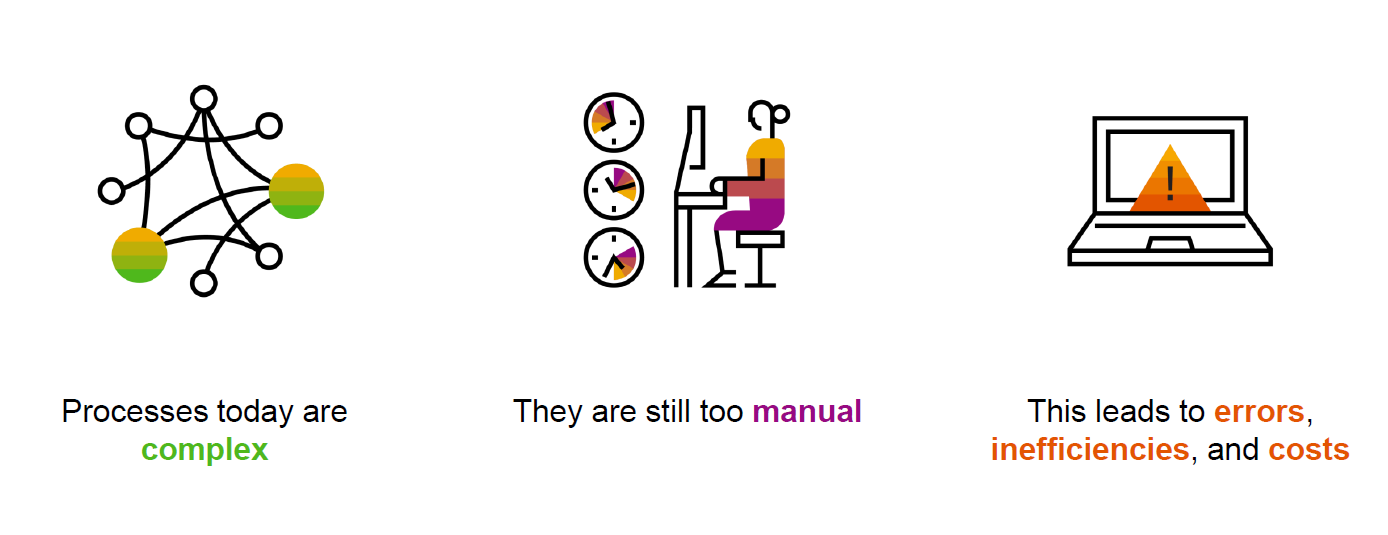 Processes today are
complex
They are still too manual
This leads to errors,
inefficiencies, and costs